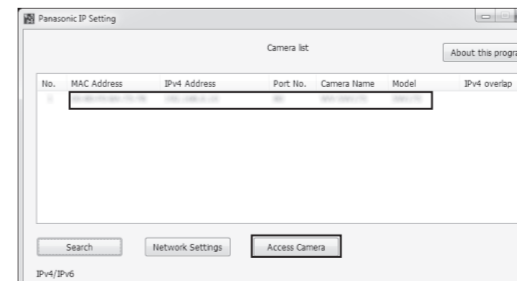 Panasonic IP Setting
Camera list
About this progra
No. MAC Address IPv4 Address Port No. Camera Name Model IPv4 overlap
Search Network Settings Access Camera
IPv4/IPv6